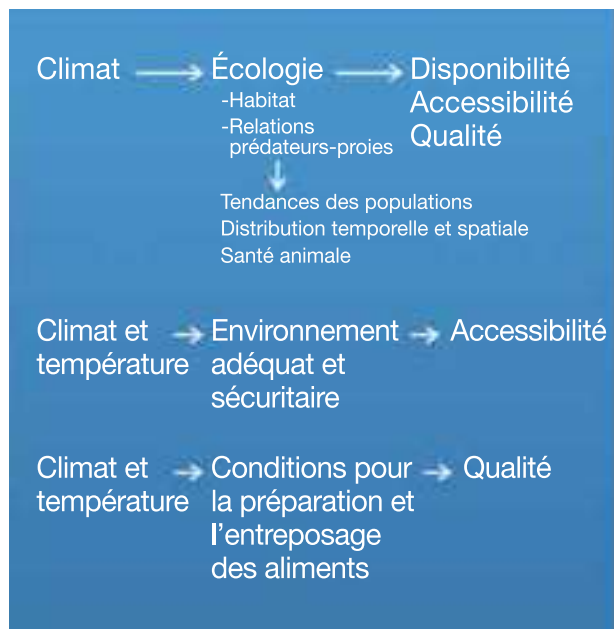 Climat → Écologie → Disponibilité
Accessibilité
Qualité
-Habitat
-Relations
prédateurs-proies
Tendances des populations
Distribution temporelle et spatiale
Santé animale
Climat et → Environnement → Accessibilité
température adéquat et
sécuritaire
Climat et → Conditions pour → Qualité
température la préparation et
l'entreposage
des aliments